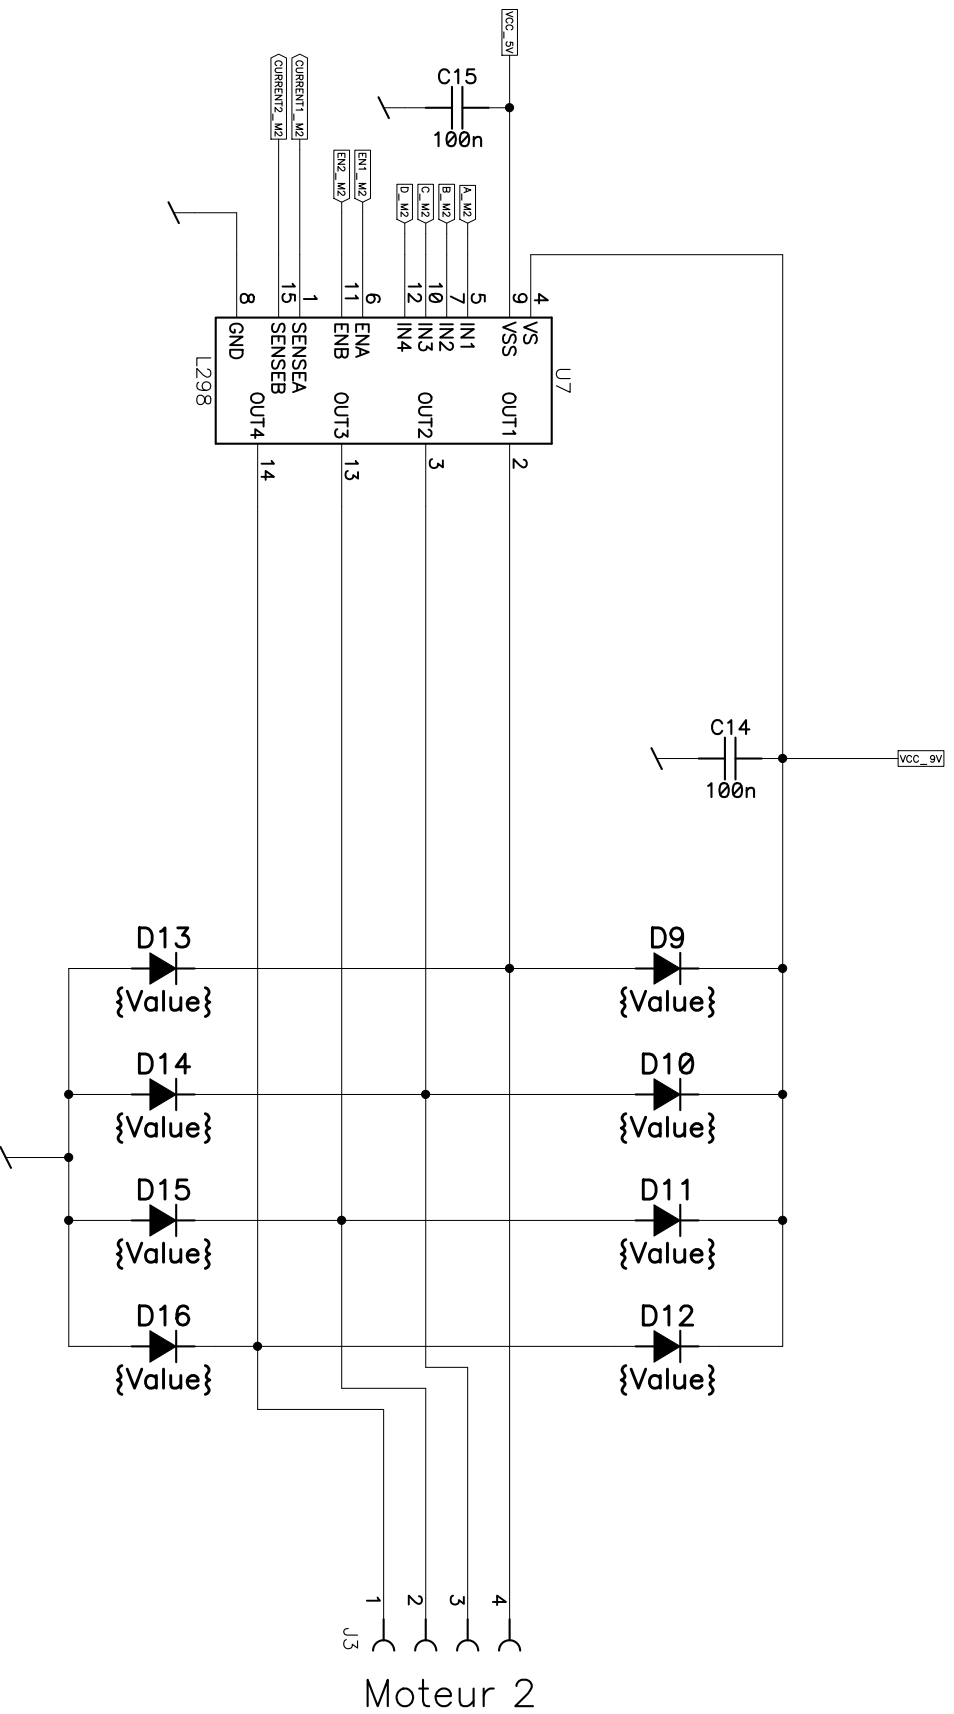 VCC_5V
C15
100n
CURRENT1_M2
CURRENT2_M2
EN1_M2
EN2_M2
A_M2
B_M2
C_M2
D_M2
8
15
1
11
6
12
10
7
5
9
4
GND
SENSEB
SENSEA
ENB
ENA
IN4
IN3
IN2
IN1
VSS
VS
OUT4
OUT3
OUT2
OUT1
L298
U7
14
13
3
2
C14
100n
VCC_9V
D13
{Value}
D9
{Value}
D14
{Value}
D10
{Value}
D15
{Value}
D11
{Value}
D16
{Value}
D12
{Value}
1
2
3
4
J3
Moteur 2